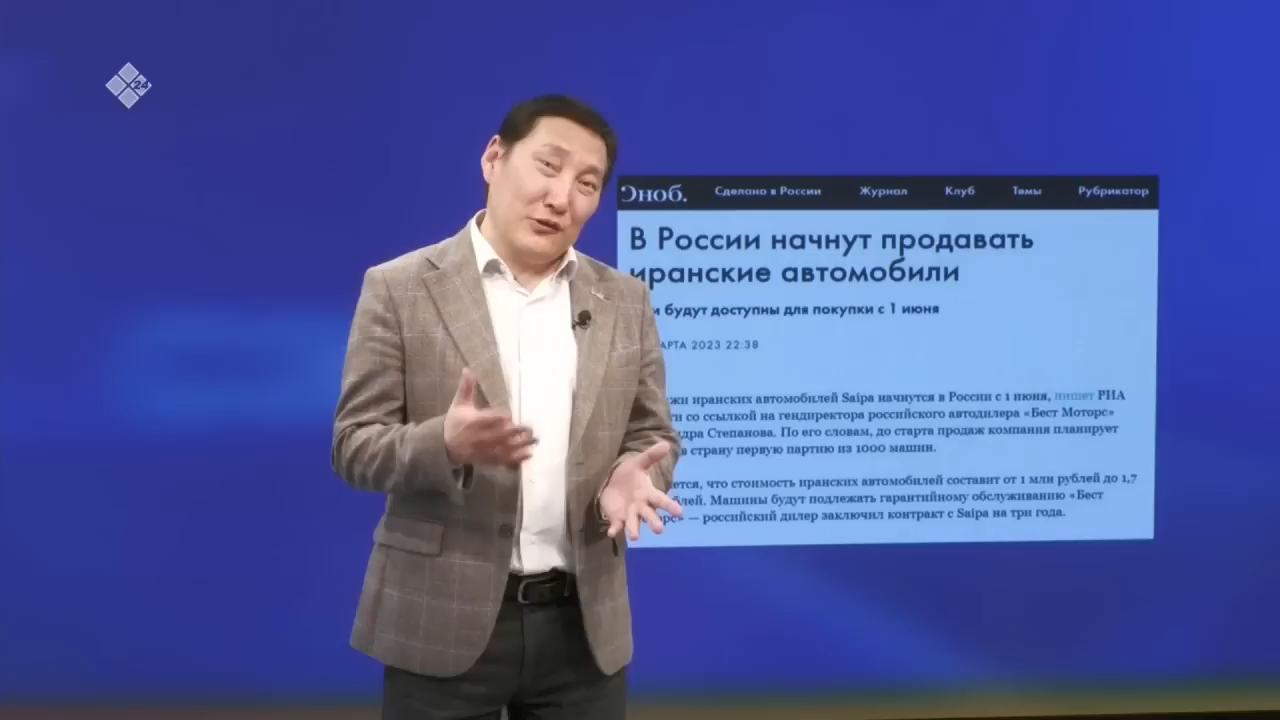 24
Сноб. Сделано в России Журнал Клуб Темы Рубрикатор
В России начнут продавать
иранские автомобили
будут доступны для покупки с 1 июня
2023 22:38
иранских автомобилей Saipa начнутся в России с 1 июня, пишет РИА
со ссылкой на гендиректора российского автодилера «Бест Моторс»
Степанова. По его словам, до старта продаж компания планирует
в страну первую партию из 1000 машин.
что стоимость иранских автомобилей составит от 1 млн рублей до 1,7
Машины будут подлежать гарантийному обслуживанию «Бест
— российский дилер заключил контракт с Saipa на три года.